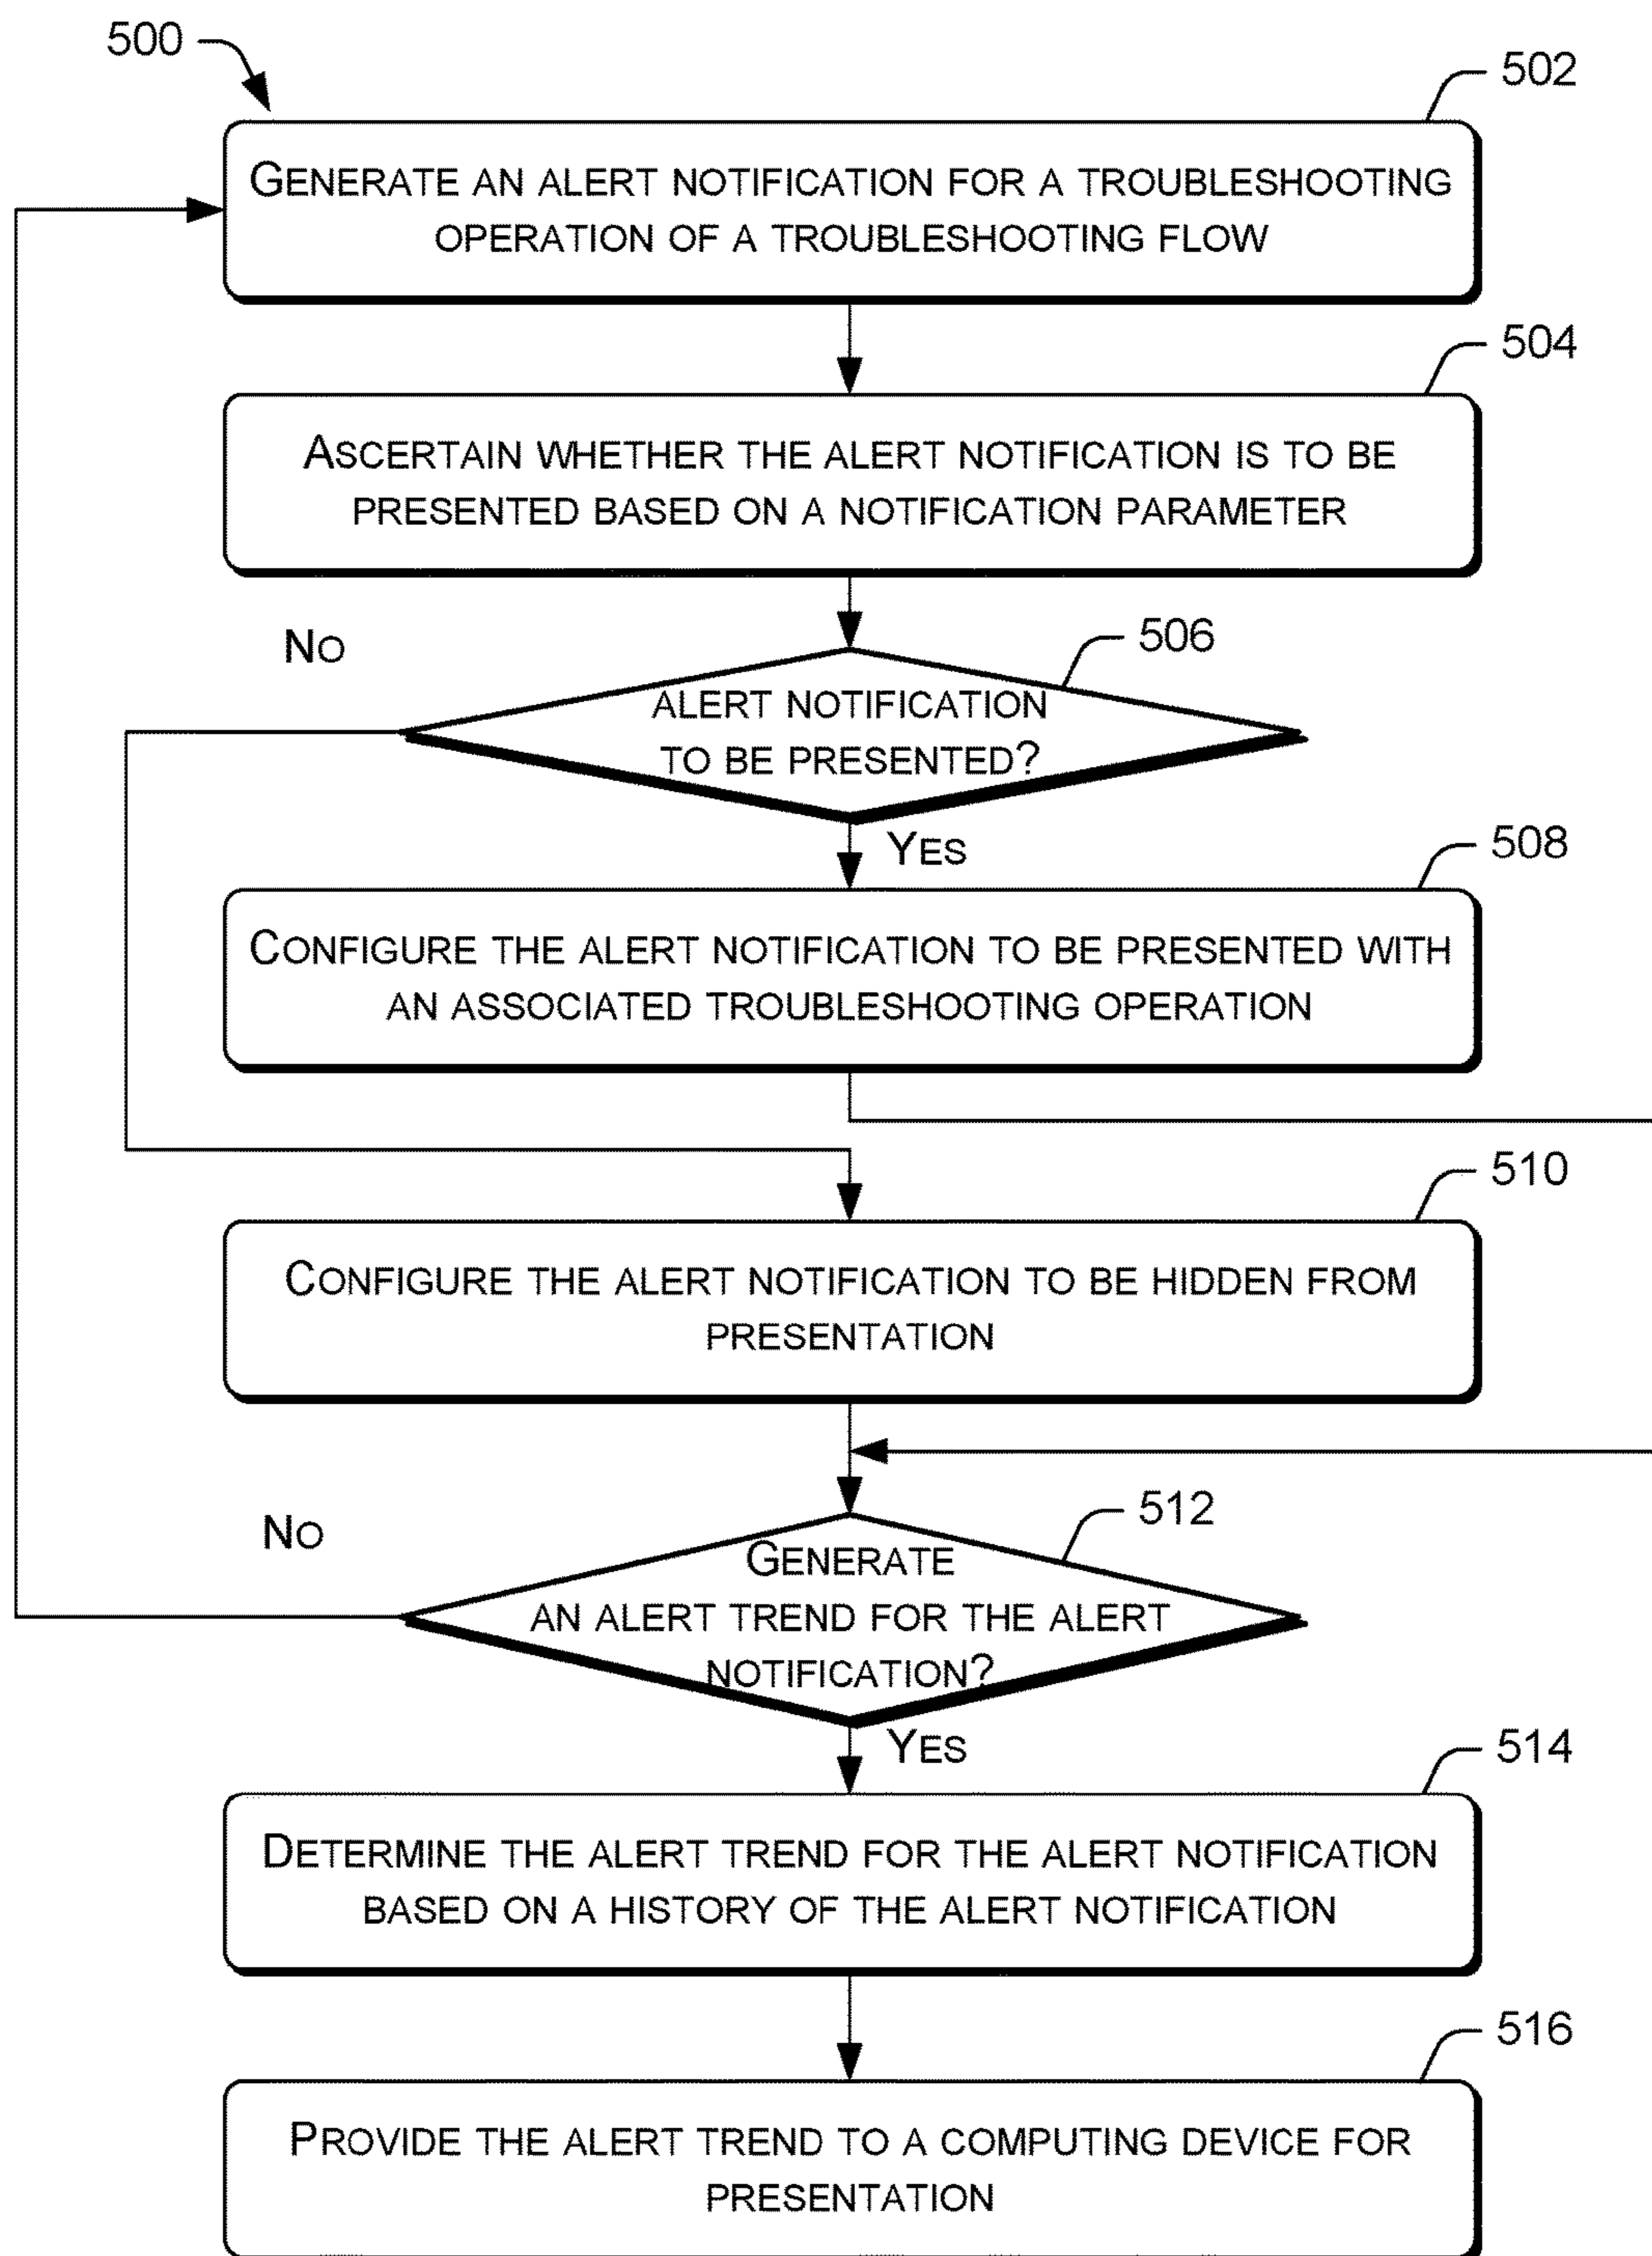 500
502
GENERATE AN ALERT NOTIFICATION FOR A TROUBLESHOOTING
OPERATION OF A TROUBLESHOOTING FLOW
504
ASCERTAIN WHETHER THE ALERT NOTIFICATION IS TO BE
PRESENTED BASED ON A NOTIFICATION PARAMETER
NO
506
ALERT NOTIFICATION
TO BE PRESENTED?
YES
508
CONFIGURE THE ALERT NOTIFICATION TO BE PRESENTED WITH
AN ASSOCIATED TROUBLESHOOTING OPERATION
510
CONFIGURE THE ALERT NOTIFICATION TO BE HIDDEN FROM
PRESENTATION
NO
512
GENERATE
AN ALERT TREND FOR THE ALERT
NOTIFICATION?
YES
514
DETERMINE THE ALERT TREND FOR THE ALERT NOTIFICATION
BASED ON A HISTORY OF THE ALERT NOTIFICATION
516
PROVIDE THE ALERT TREND TO A COMPUTING DEVICE FOR
PRESENTATION